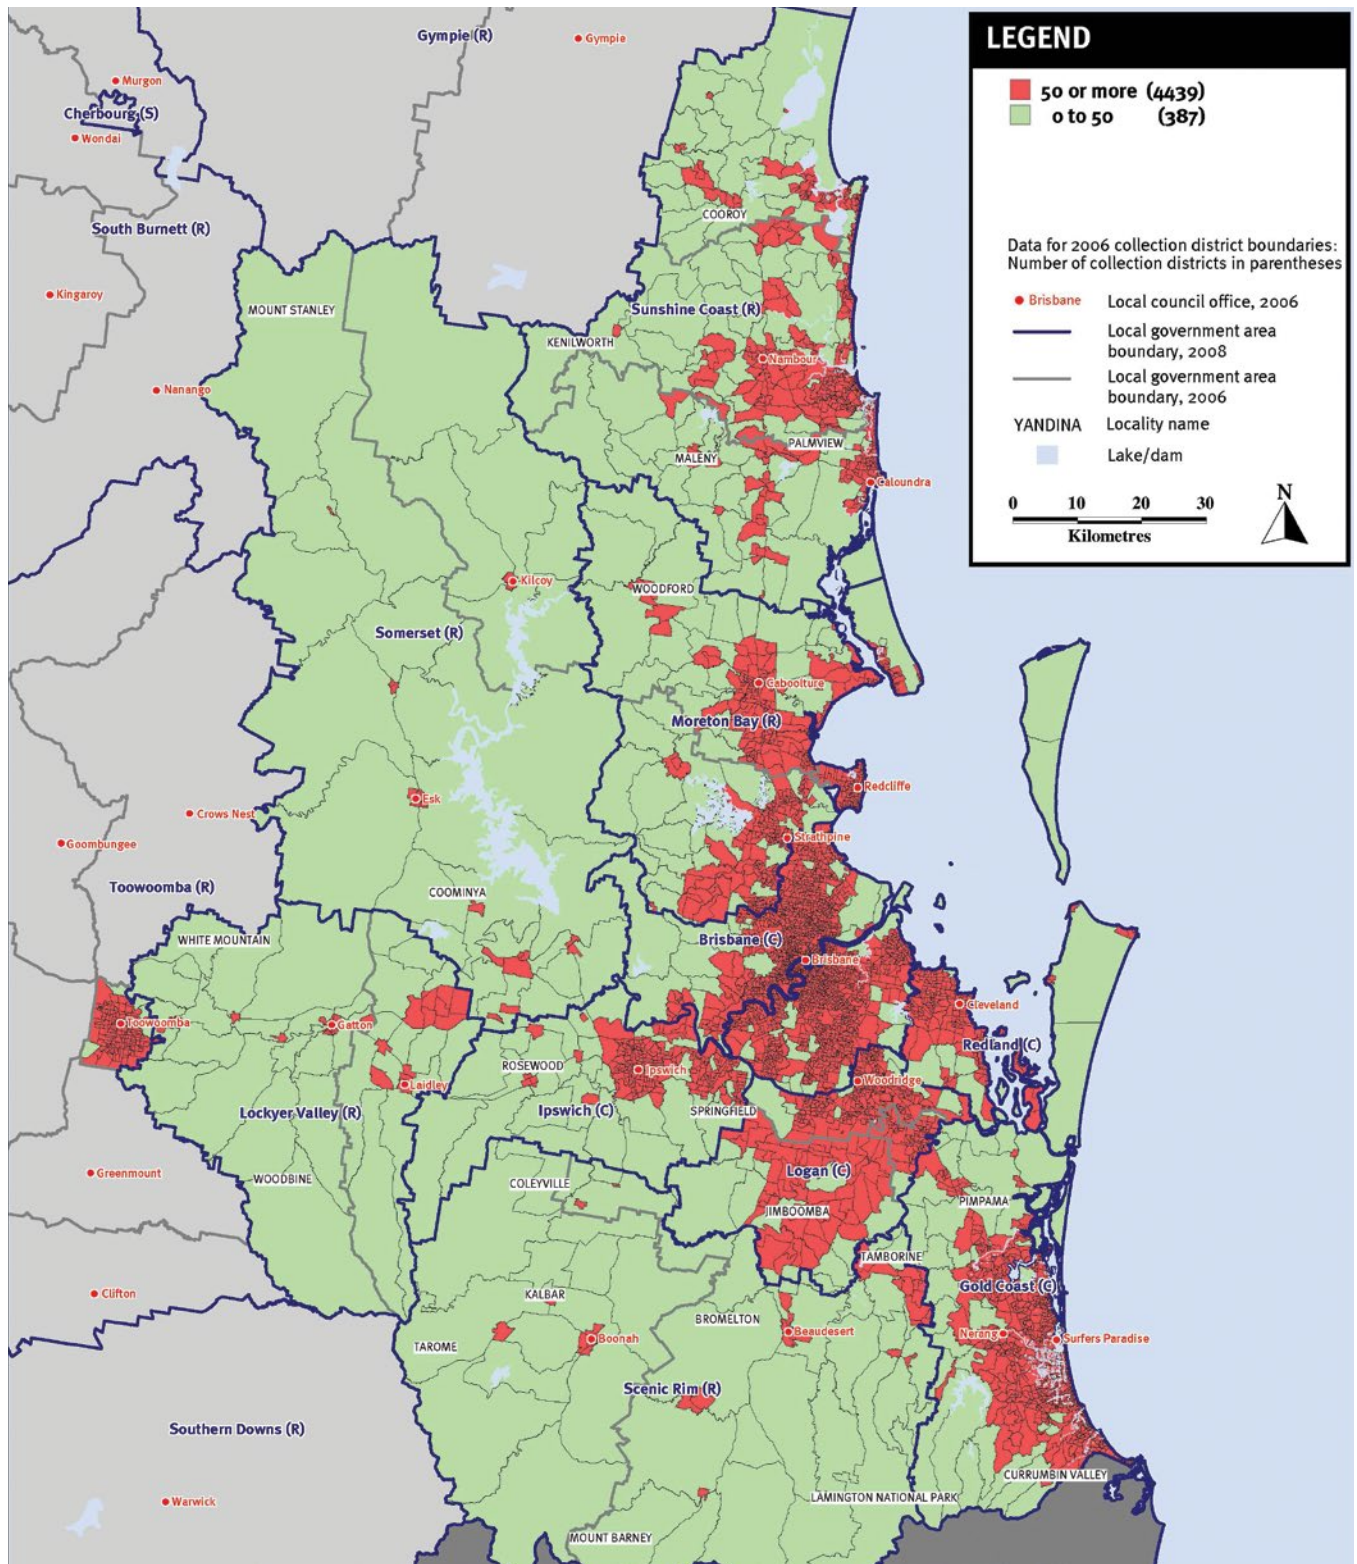 LEGEND
50 or more (4439)
0 to 50 (387)
Data for 2006 collection district boundaries:
Number of collection districts in parentheses
Brisbane
Local council office, 2006
Local government area
boundary, 2008
Local government area
boundary, 2006
YANDINA
Locality name
Lake/dam
0 10 20 30
Kilometres
N
Gympie (R)
Gympie
Murgon
Cherbourg (S)
Wondai
COOROY
South Burnett (R)
Kingaroy
MOUNT STANLEY
Sunshine Coast (R)
KENILWORTH
Nambour
Nanango
PALMVIEW
MALENY
Caloundra
Kilcoy
WOODFORD
Somerset (R)
Caboolture
Moreton Bay (R)
Redcliffe
Esk
Crows Nest
Strathpine
Goombungee
Toowoomba (R)
COOMINYA
WHITE MOUNTAIN
Brisbane (C)
Brisbane
Cleveland
Toowoomba
Gatton
Redland (C)
ROSEWOOD
Ipswich
Woodridge
Laidley
Lockyer Valley (R)
Ipswich (C)
SPRINGFIELD
Greenmount
Logan (C)
WOODBINE
COLEYVILLE
PIMPAMA
JIMBOOMBA
TAMBORINE
Clifton
KALBAR
Gold Coast (C)
BROMELTON
Beaudesert
Nerang
Surfers Paradise
TAROME
Boonah
Scenic Rim (R)
Southern Downs (R)
CURRUMBIN VALLEY
Warwick
LAMINGTON NATIONAL PARK
MOUNT BARNEY